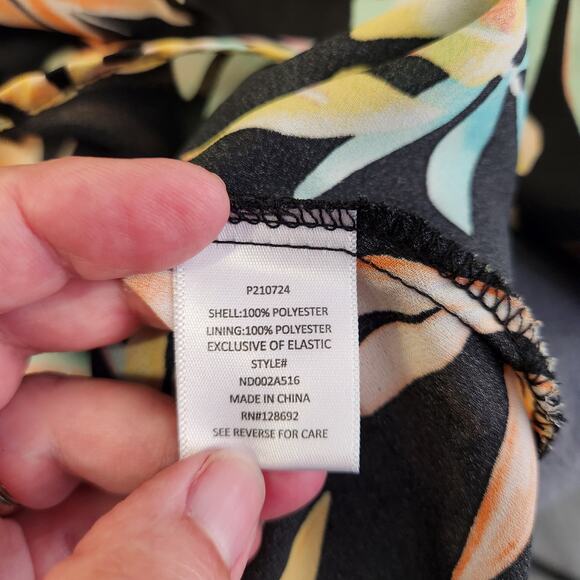 P210724
SHELL:100% POLYESTER
LINING:100% POLYESTER
EXCLUSIVE OF ELASTIC
STYLE#
ND002A516
MADE IN CHINA
RN#128692
SEE REVERSE FOR CARE